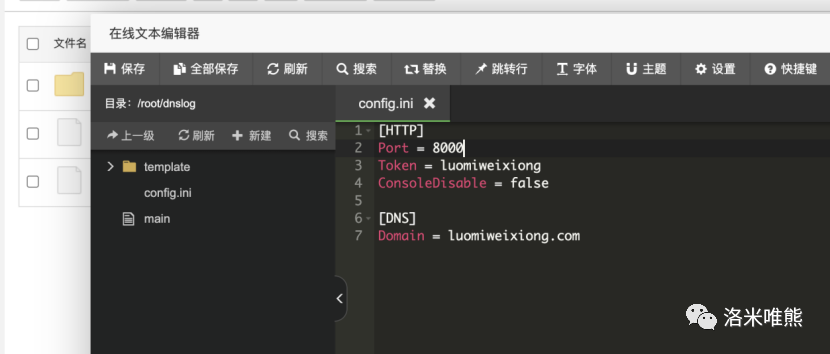 在线文本编辑器
文件名
保存 全部保存 刷新 搜索 替换 跳转行 字体 主题 设置 快捷键
目录：/root/dnslog
上一级 刷新 新建 搜索
template
config.ini
main
config.ini
1 [HTTP]
2 Port = 8000
3 Token = luomiweixiong
4 ConsoleDisable = false
5
6 [DNS]
7 Domain = luomiweixiong.com
洛米唯熊